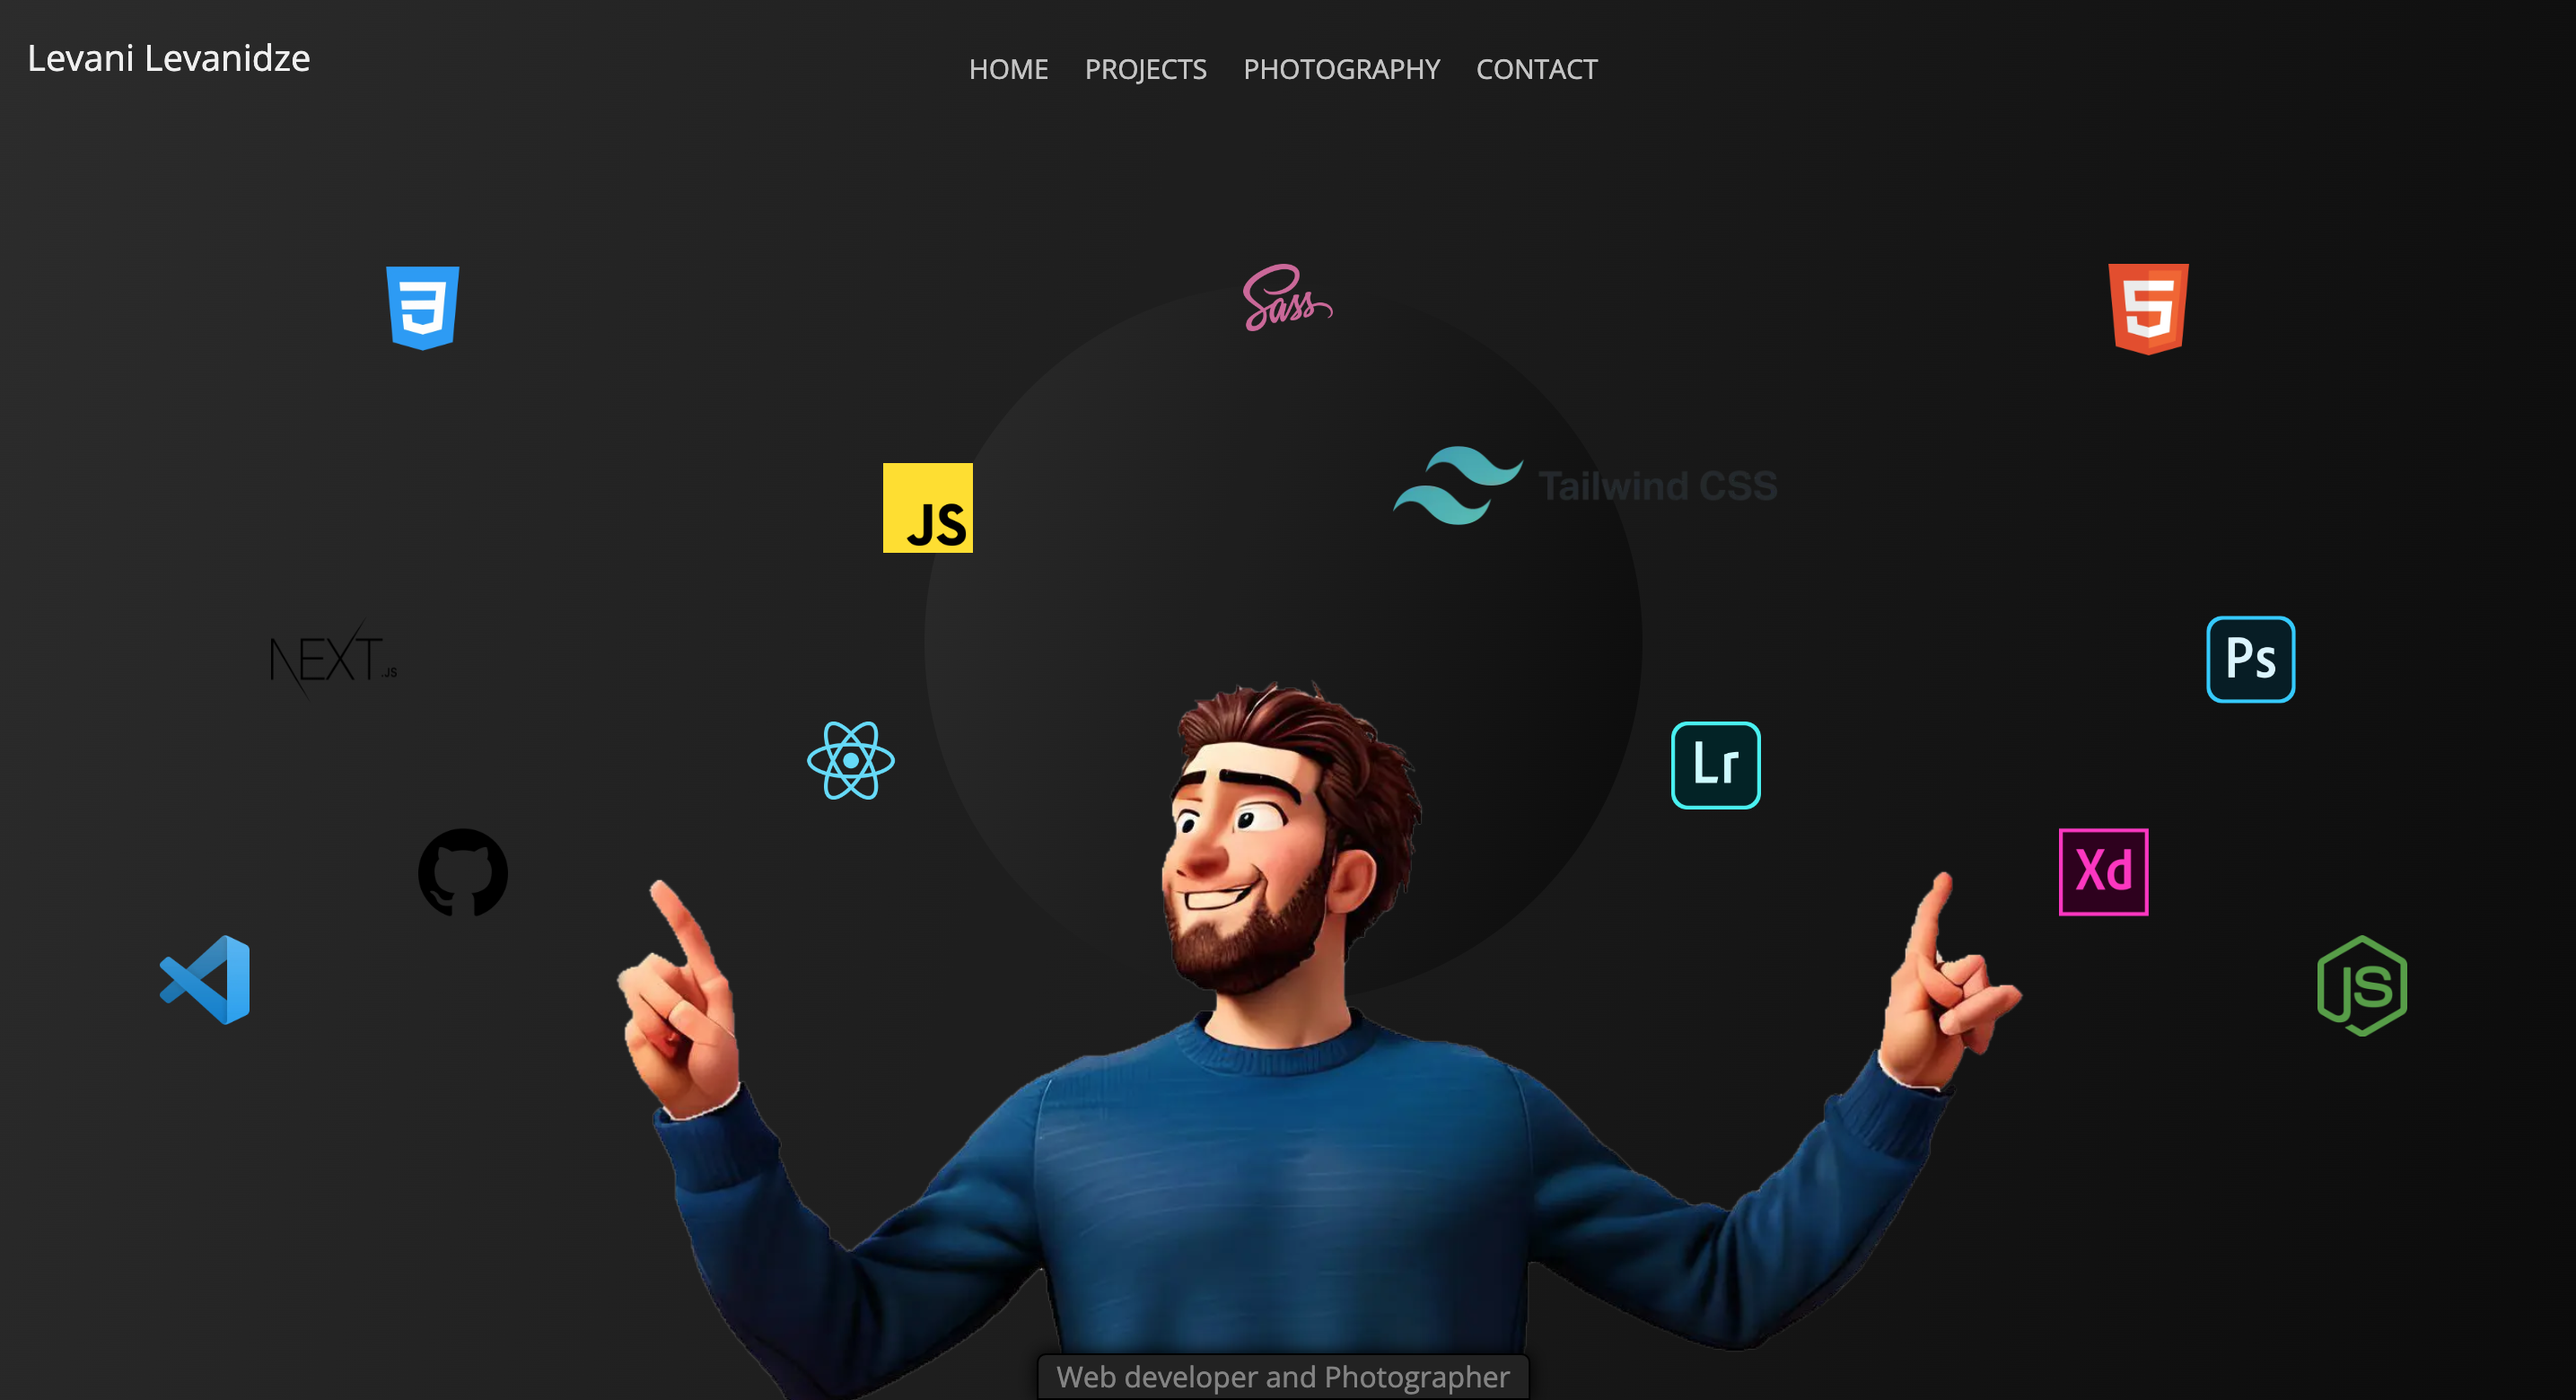 Levani Levanidze
HOME PROJECTS PHOTOGRAPHY CONTACT
Sass
JS
Tailwind CSS
NEXT.JS
Ps
Lr
Xd
JS
Web developer and Photographer